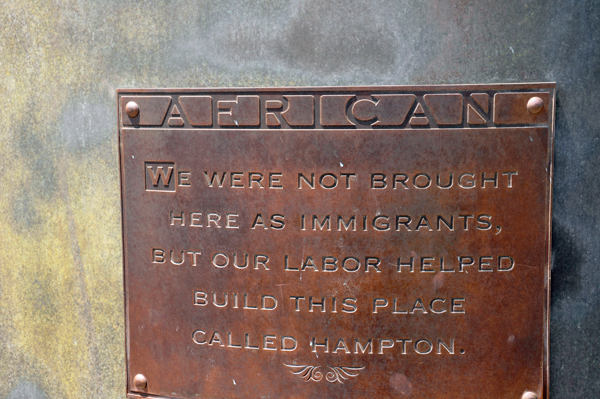 AFRICAN
WE WERE NOT BROUGHT
HERE AS IMMIGRANTS,
BUT OUR LABOR HELPED
BUILD THIS PLACE
CALLED HAMPTON.